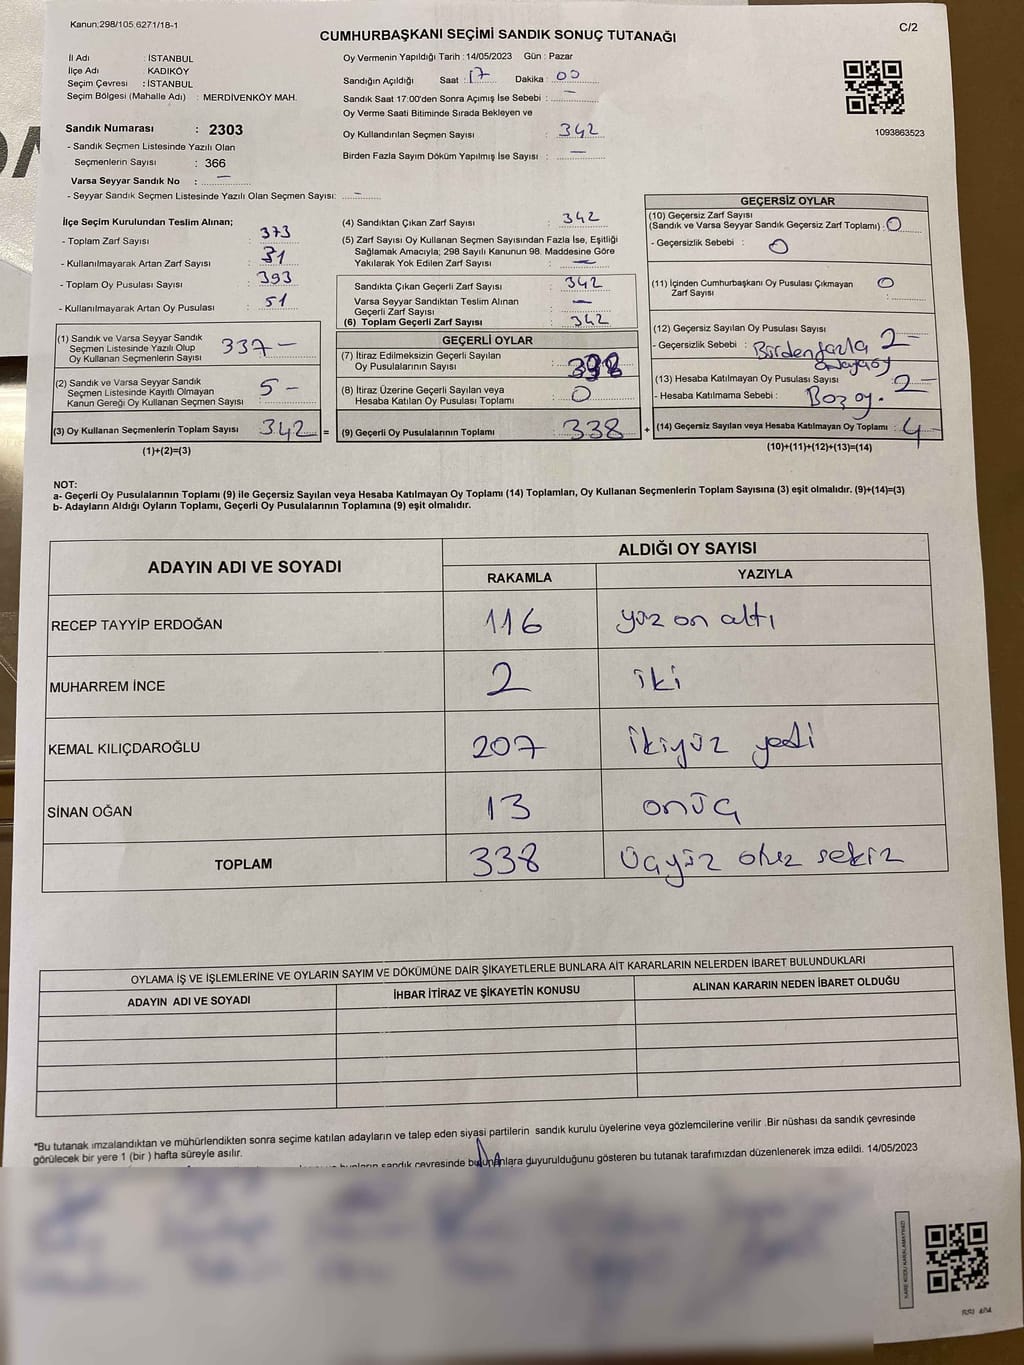 Kanun;298/105;6271/18-1
C/2
CUMHURBAŞKANI SEÇİMİ SANDIK SONUÇ TUTANAĞI
İl Adı : İSTANBUL
İlçe Adı : KADIKÖY
Seçim Çevresi : İSTANBUL
Seçim Bölgesi (Mahalle Adı) : MERDİVENKÖY MAH.
Sandık Numarası : 2303
- Sandık Seçmen Listesinde Yazılı Olan
Seçmenlerin Sayısı : 366
Varsa Seyyar Sandık No : —
- Seyyar Sandık Seçmen Listesinde Yazılı Olan Seçmen Sayısı: —
Oy Vermenin Yapıldığı Tarih : 14/05/2023 Gün : Pazar
Sandığın Açıldığı Saat : 17 Dakika : 00
Sandık Saat 17:00'den Sonra Açımış İse Sebebi : —
Oy Verme Saati Bitiminde Sırada Bekleyen ve
Oy Kullandırılan Seçmen Sayısı : 342
Birden Fazla Sayım Döküm Yapılmış İse Sayısı : —
1093863523
İlçe Seçim Kurulundan Teslim Alınan;
- Toplam Zarf Sayısı : 373
- Kullanılmayarak Artan Zarf Sayısı : 31
- Toplam Oy Pusulası Sayısı : 393
- Kullanılmayarak Artan Oy Pusulası : 51
(1) Sandık ve Varsa Seyyar Sandık
Seçmen Listesinde Yazılı Olup
Oy Kullanan Seçmenlerin Sayısı 337 —
(2) Sandık ve Varsa Seyyar Sandık
Seçmen Listesinde Kayıtlı Olmayan
Kanun Gereği Oy Kullanan Seçmen Sayısı 5 —
(3) Oy Kullanan Seçmenlerin Toplam Sayısı 342 =
(1)+(2)=(3)
(4) Sandıktan Çıkan Zarf Sayısı : 342
(5) Zarf Sayısı Oy Kullanan Seçmen Sayısından Fazla İse, Eşitliği
Sağlamak Amacıyla; 298 Sayılı Kanunun 98. Maddesine Göre
Yakılarak Yok Edilen Zarf Sayısı : —
Sandıkta Çıkan Geçerli Zarf Sayısı : 342
Varsa Seyyar Sandıktan Teslim Alınan
Geçerli Zarf Sayısı : —
(6) Toplam Geçerli Zarf Sayısı : 342
GEÇERLİ OYLAR
(7) İtiraz Edilmeksizin Geçerli Sayılan
Oy Pusulalarının Sayısı : 338
(8) İtiraz Üzerine Geçerli Sayılan veya
Hesaba Katılan Oy Pusulası Toplamı : 0
(9) Geçerli Oy Pusulalarının Toplamı : 338 +
GEÇERSİZ OYLAR
(10) Geçersiz Zarf Sayısı
(Sandık ve Varsa Seyyar Sandık Geçersiz Zarf Toplamı) : 0
- Geçersizlik Sebebi : 0
(11) İçinden Cumhurbaşkanı Oy Pusulası Çıkmayan
Zarf Sayısı : 0
(12) Geçersiz Sayılan Oy Pusulası Sayısı : 2 —
- Geçersizlik Sebebi : Birden fazla
(13) Hesaba Katılmayan Oy Pusulası Sayısı : 2 —
- Hesaba Katılmama Sebebi : Boz oy.
(14) Geçersiz Sayılan veya Hesaba Katılmayan Oy Toplamı : 4 —
(10)+(11)+(12)+(13)=(14)
NOT:
a- Geçerli Oy Pusulalarının Toplamı (9) ile Geçersiz Sayılan veya Hesaba Katılmayan Oy Toplamı (14) Toplamları, Oy Kullanan Seçmenlerin Toplam Sayısına (3) eşit olmalıdır. (9)+(14)=(3)
b- Adayların Aldığı Oyların Toplamı, Geçerli Oy Pusulalarının Toplamına (9) eşit olmalıdır.
ADAYIN ADI VE SOYADI ALDIĞI OY SAYISI
RAKAMLA YAZIYLA
RECEP TAYYİP ERDOĞAN 116 yüz on altı
MUHARREM İNCE 2 iki
KEMAL KILIÇDAROĞLU 207 ikiyüz yedi
SİNAN OĞAN 13 onüç
TOPLAM 338 üçyüz otuz sekiz
OYLAMA İŞ VE İŞLEMLERİNE VE OYLARIN SAYIM VE DÖKÜMÜNE DAİR ŞİKAYETLERLE BUNLARA AİT KARARLARIN NELERDEN İBARET BULUNDUKLARI
ADAYIN ADI VE SOYADI İHBAR İTİRAZ VE ŞİKAYETİN KONUSU ALINAN KARARIN NEDEN İBARET OLDUĞU
*Bu tutanak imzalandıktan ve mühürlendikten sonra seçime katılan adayların ve talep eden siyasi partilerin sandık kurulu üyelerine veya gözlemcilerine verilir .Bir nüshası da sandık çevresinde
görülecek bir yere 1 (bir ) hafta süreyle asılır.
sandık çevresinde bulunanlara duyurulduğunu gösteren bu tutanak tarafımızdan düzenlenerek imza edildi. 14/05/2023
KARE KODU KARALAMAYINIZ!